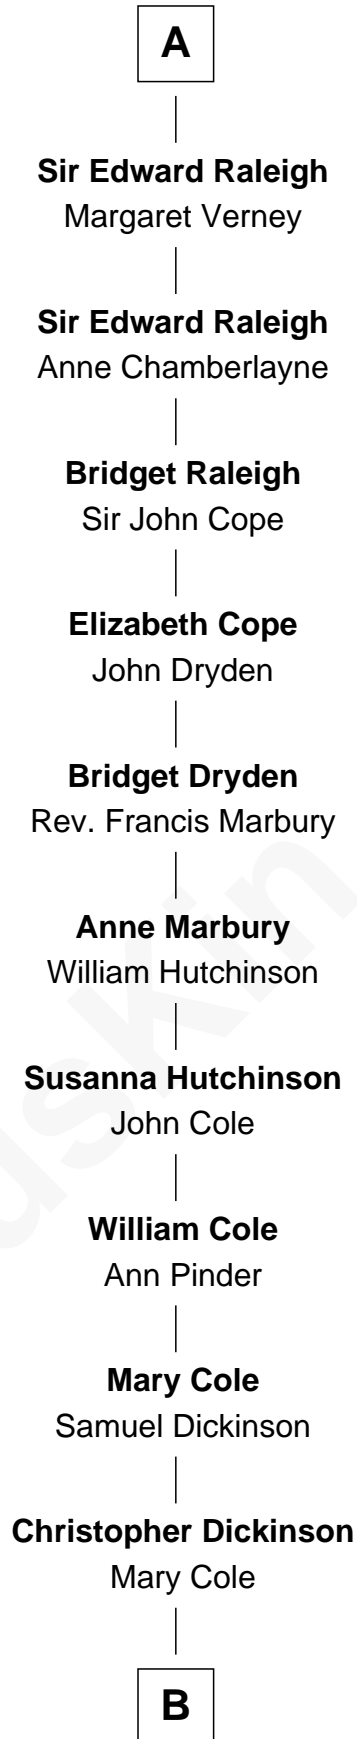 A
Sir Edward Raleigh
Margaret Verney
Sir Edward Raleigh
Anne Chamberlayne
Bridget Raleigh
Sir John Cope
Elizabeth Cope
John Dryden
Bridget Dryden
Rev. Francis Marbury
Anne Marbury
William Hutchinson
Susanna Hutchinson
John Cole
William Cole
Ann Pinder
Mary Cole
Samuel Dickinson
Christopher Dickinson
Mary Cole
B